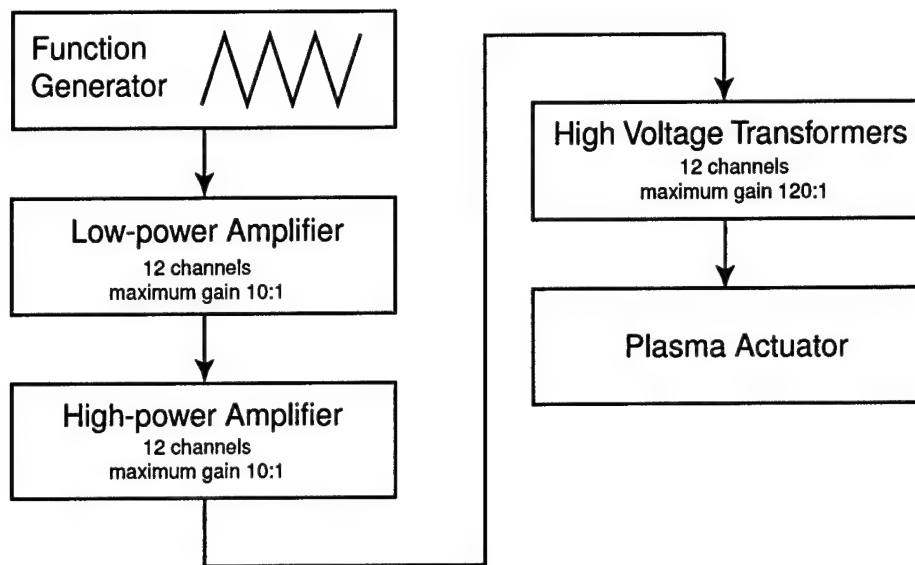 Function
Generator
Low-power Amplifier
12 channels
maximum gain 10:1
High-power Amplifier
12 channels
maximum gain 10:1
High Voltage Transformers
12 channels
maximum gain 120:1
Plasma Actuator